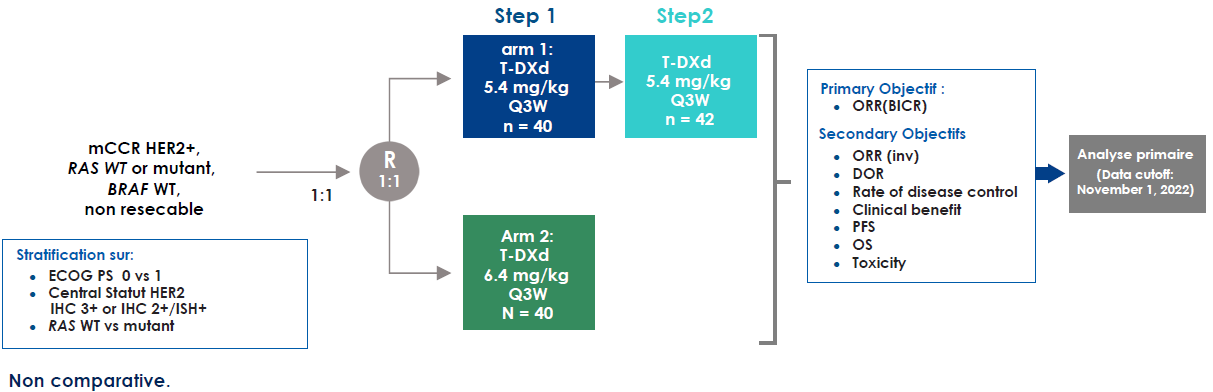 Step 1
Step2
arm 1:
T-DXd
5.4 mg/kg
Q3W
n = 40
T-DXd
5.4 mg/kg
Q3W
n = 42
mCCR HER2+,
RAS WT or mutant,
BRAF WT,
non resecable
1:1
R
1:1
Arm 2:
T-DXd
6.4 mg/kg
Q3W
N = 40
Stratification sur:
• ECOG PS 0 vs 1
• Central Statut HER2
IHC 3+ or IHC 2+/ISH+
• RAS WT vs mutant
Primary Objectif :
• ORR(BICR)
Secondary Objectifs
• ORR (inv)
• DOR
• Rate of disease control
• Clinical benefit
• PFS
• OS
• Toxicity
Analyse primaire
(Data cutoff:
November 1, 2022)
Non comparative.